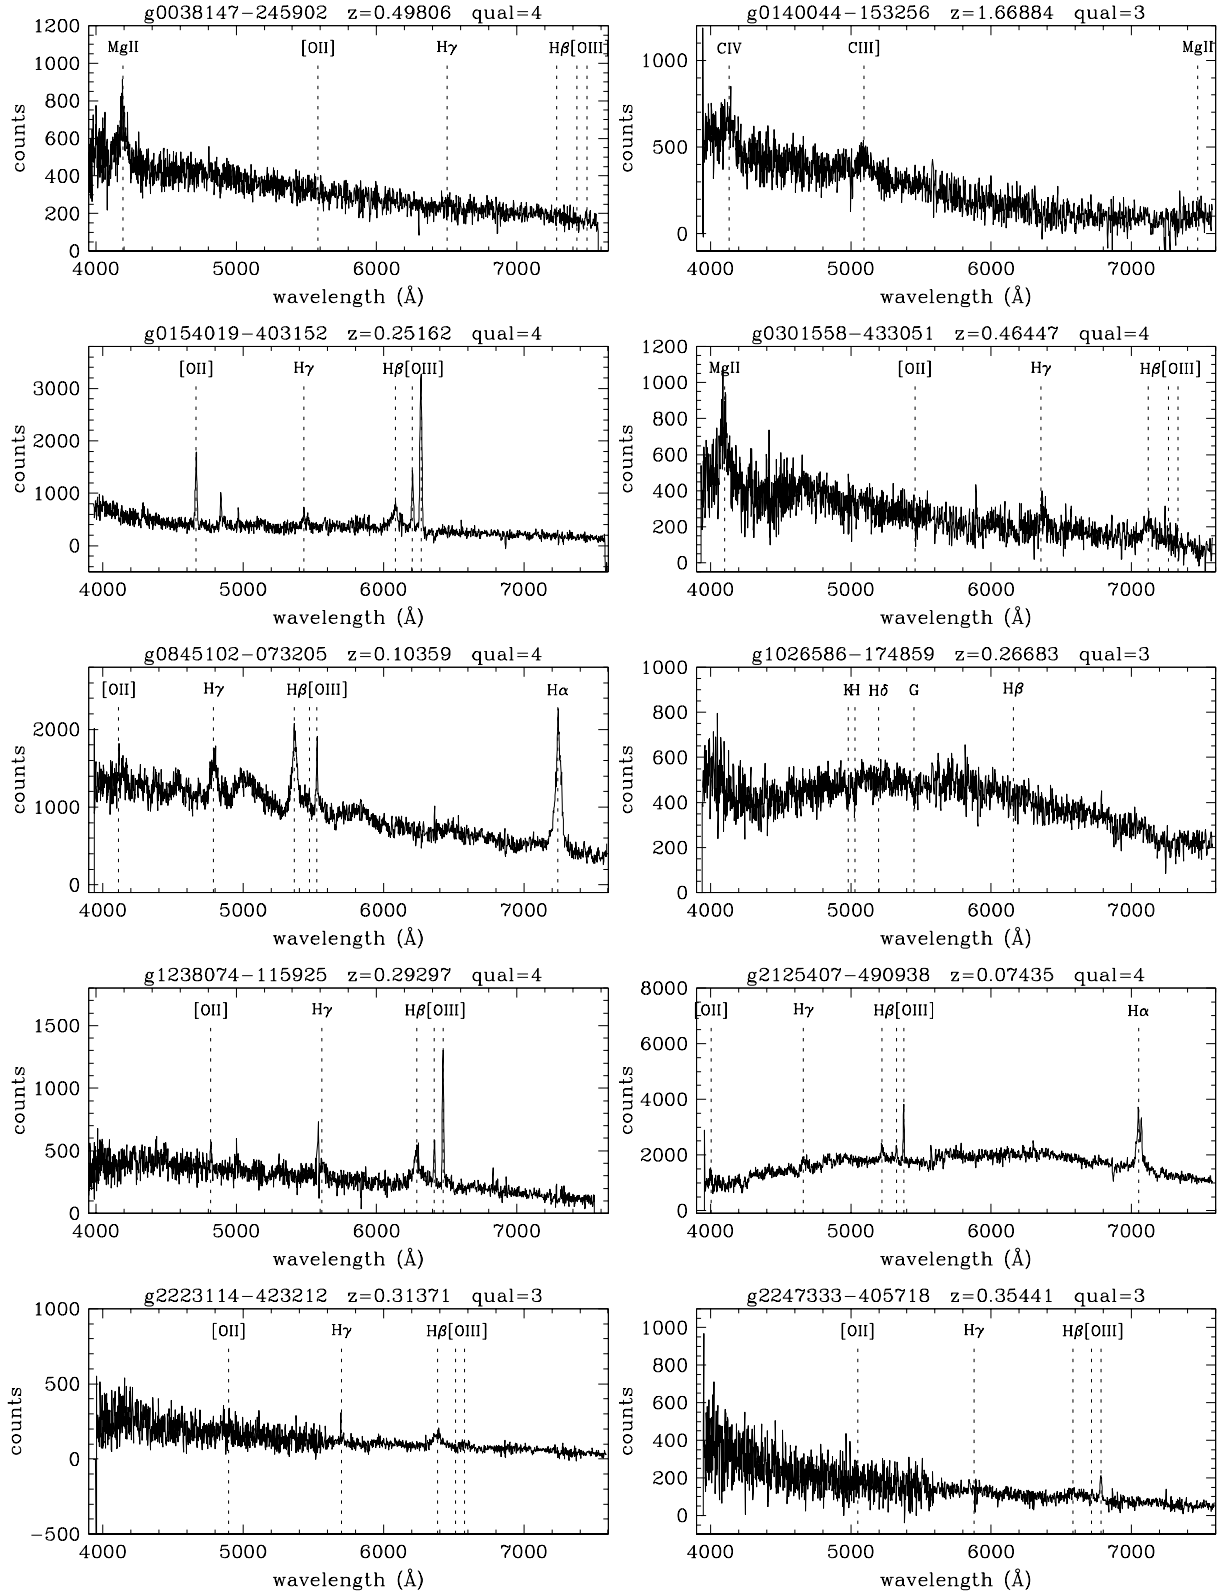 g0038147−245902 z=0.49806 qual=4
MgII [OII] Hγ Hβ[OIII]
counts
1200
1000
800
600
400
200
0
4000 5000 6000 7000
wavelength (Å)
g0140044−153256 z=1.66884 qual=3
CIV CIII] MgII
counts
1000
500
0
4000 5000 6000 7000
wavelength (Å)
g0154019−403152 z=0.25162 qual=4
[OII] Hγ Hβ[OIII]
counts
3000
2000
1000
0
4000 5000 6000 7000
wavelength (Å)
g0301558−433051 z=0.46447 qual=4
MgII [OII] Hγ Hβ[OIII]
counts
1200
1000
800
600
400
200
0
4000 5000 6000 7000
wavelength (Å)
g0845102−073205 z=0.10359 qual=4
[OII] Hγ Hβ[OIII] Hα
counts
2000
1000
0
4000 5000 6000 7000
wavelength (Å)
g1026586−174859 z=0.26683 qual=3
KH Hδ G Hβ
counts
1000
800
600
400
200
0
4000 5000 6000 7000
wavelength (Å)
g1238074−115925 z=0.29297 qual=4
[OII] Hγ Hβ[OIII]
counts
1500
1000
500
0
4000 5000 6000 7000
wavelength (Å)
g2125407−490938 z=0.07435 qual=4
[OII] Hγ Hβ[OIII] Hα
counts
8000
6000
4000
2000
0
4000 5000 6000 7000
wavelength (Å)
g2223114−423212 z=0.31371 qual=3
[OII] Hγ Hβ[OIII]
counts
1000
500
0
−500
4000 5000 6000 7000
wavelength (Å)
g2247333−405718 z=0.35441 qual=3
[OII] Hγ Hβ[OIII]
counts
1000
800
600
400
200
0
4000 5000 6000 7000
wavelength (Å)